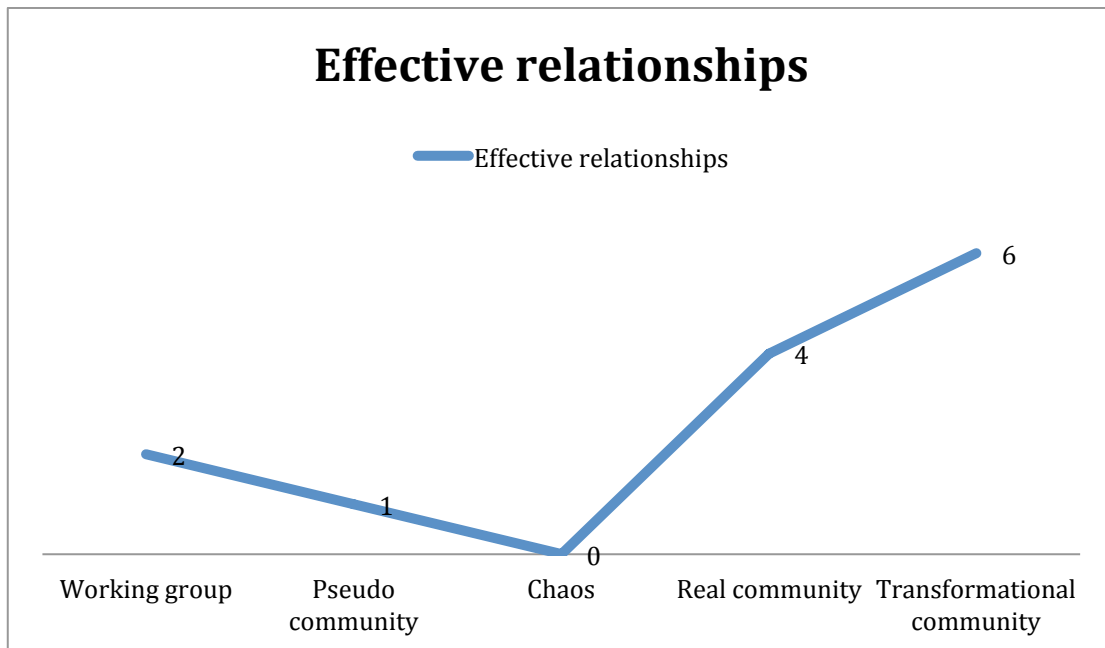 Effective relationships
Effective relationships
6
4
2
1
0
Working group
Pseudo
community
Chaos
Real community
Transformational
community